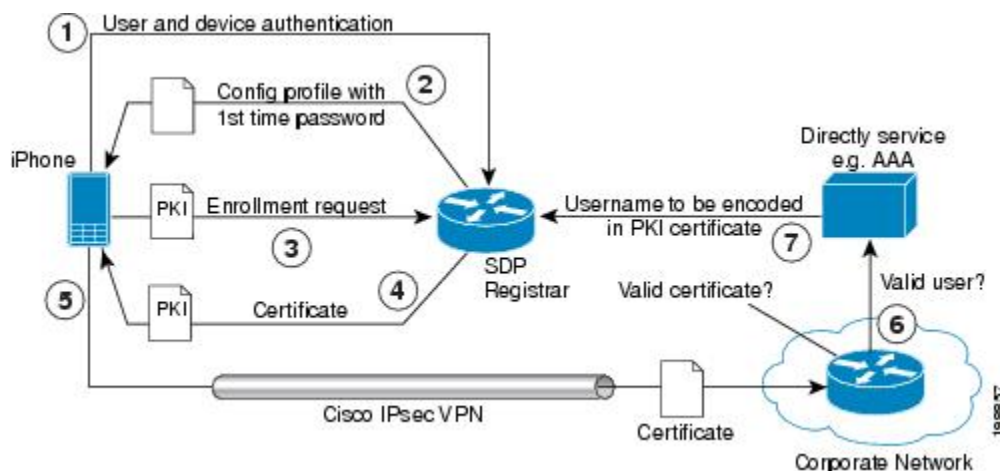 1
User and device authentication
2
Config profile with
1st time password
Directly service
e.g. AAA
iPhone
PKI
Enrollment request
3
Username to be encoded
in PKI certificate
7
SDP
Registrar
4
5
PKI
Certificate
Valid certificate?
Valid user?
6
Cisco IPsec VPN
Certificate
Corporate Network